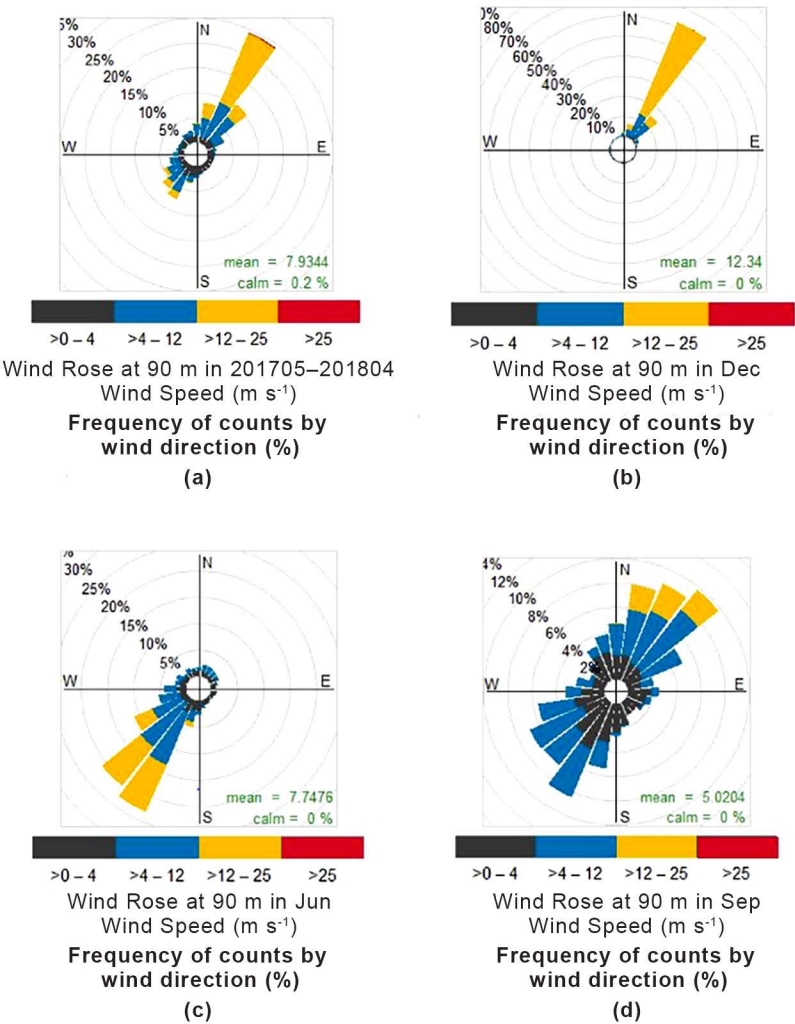 5%
30%
25%
20%
15%
10%
5%
N
W
E
S
mean = 7.9344
calm = 0.2 %
>0 – 4
>4 – 12
>12 – 25
>25
Wind Rose at 90 m in 201705–201804
Wind Speed (m s-1)
Frequency of counts by
wind direction (%)
(a)
0%
80%
70%
60%
50%
40%
30%
20%
10%
N
W
E
S
mean = 12.34
calm = 0 %
>0 – 4
>4 – 12
>12 – 25
>25
Wind Rose at 90 m in Dec
Wind Speed (m s-1)
Frequency of counts by
wind direction (%)
(b)
%
30%
25%
20%
15%
10%
5%
N
W
E
S
mean = 7.7476
calm = 0 %
>0 – 4
>4 – 12
>12 – 25
>25
Wind Rose at 90 m in Jun
Wind Speed (m s-1)
Frequency of counts by
wind direction (%)
(c)
4%
12%
10%
8%
6%
4%
2%
N
W
E
S
mean = 5.0204
calm = 0 %
>0 – 4
>4 – 12
>12 – 25
>25
Wind Rose at 90 m in Sep
Wind Speed (m s-1)
Frequency of counts by
wind direction (%)
(d)